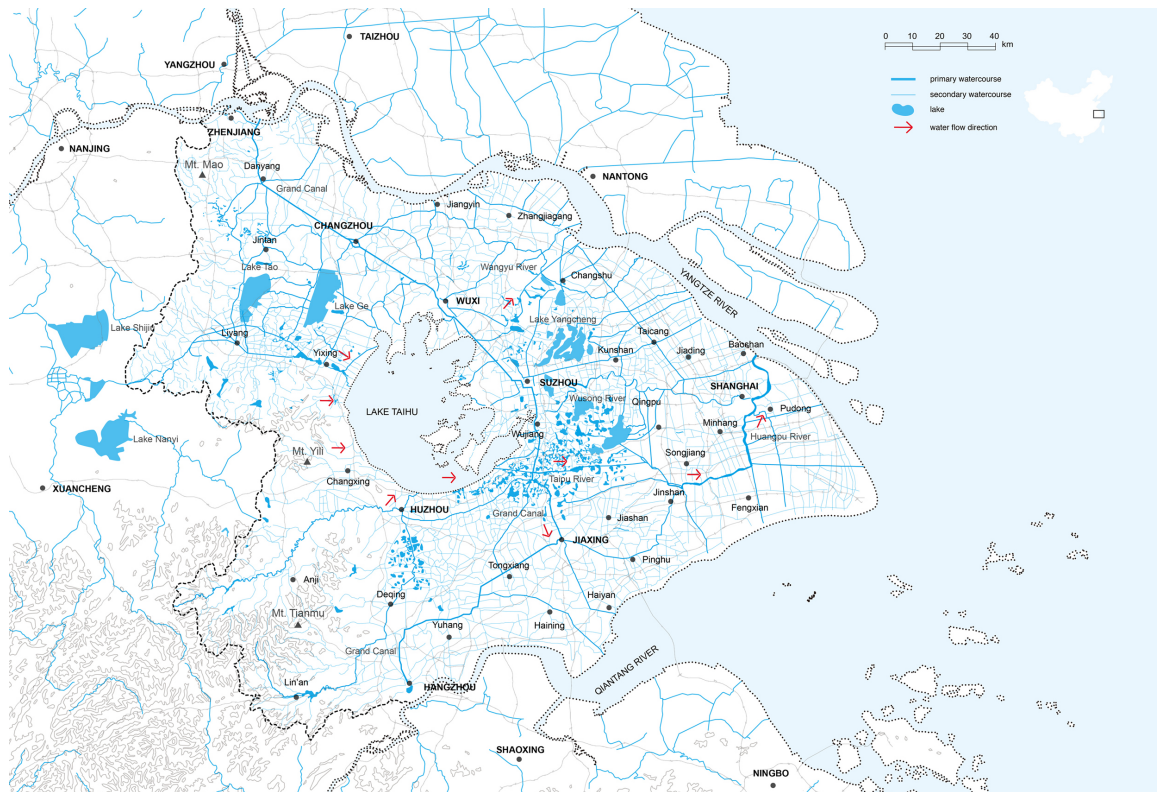 TAIZHOU
0 10 20 30 40
km
YANGZHOU
primary watercourse
secondary watercourse
lake
water flow direction
ZHENJIANG
NANJING
Mt. Mao
Danyang
Grand Canal
NANTONG
Jiangyin
Zhangjiagang
CHANGZHOU
Jintan
Lake Tao
Wangyu River
Changshu
YANGTZE RIVER
Lake Ge
WUXI
Lake Yangcheng
Lake Shijiu
Liyang
Taicang
Baoshan
Yixing
Kunshan
Jiading
SUZHOU
SHANGHAI
Wusong River
Qingpu
LAKE TAIHU
Pudong
Wujiang
Minhang
Huangpu River
Lake Nanyi
Mt. Yili
Songjiang
Changxing
Taipu River
XUANCHENG
Jinshan
HUZHOU
Grand Canal
Jiashan
Fengxian
JIAXING
Pinghu
Tongxiang
Anji
Deqing
Haiyan
Mt. Tianmu
Haining
Yuhang
Grand Canal
QIANTANG RIVER
Lin'an
HANGZHOU
SHAOXING
NINGBO